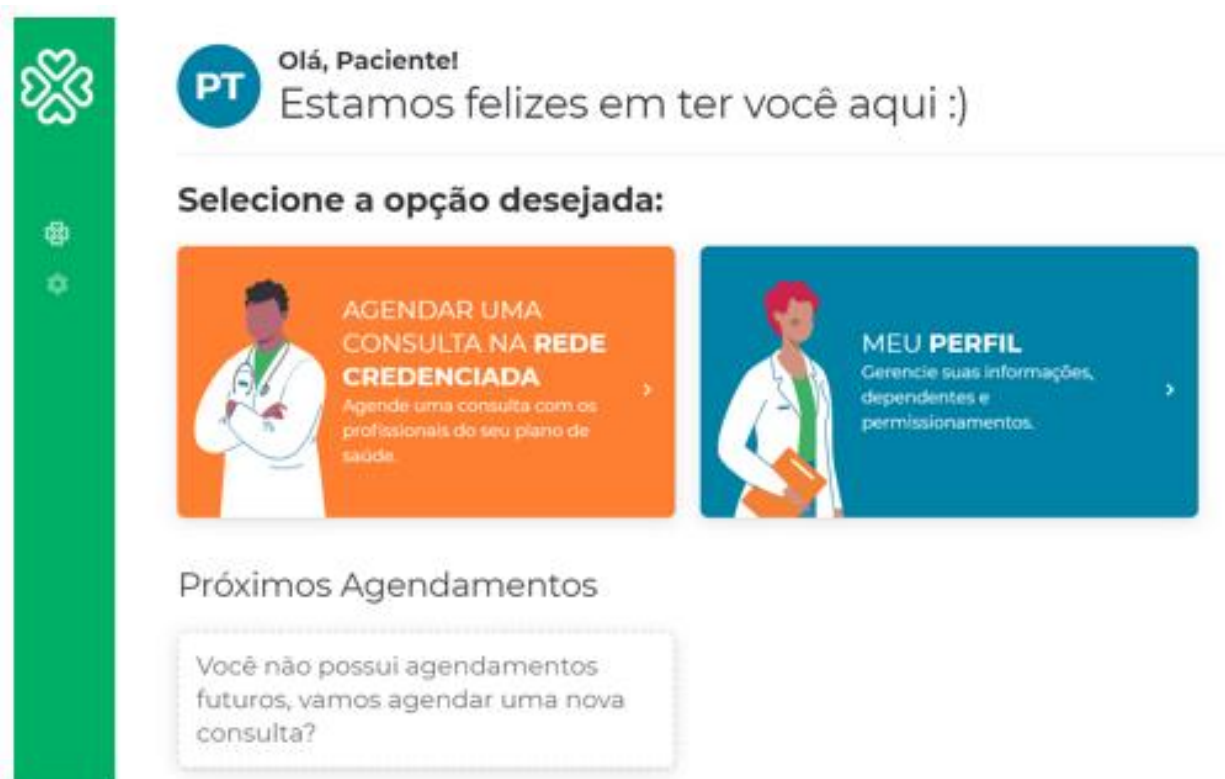 PT
Olá, Paciente!
Estamos felizes em ter você aqui :)
Selecione a opção desejada:
AGENDAR UMA
CONSULTA NA REDE
CREDENCIADA
Agende uma consulta com os
profissionais do seu plano de
saúde.
MEU PERFIL
Gerencie suas informações,
dependentes e
permissionamentos.
Próximos Agendamentos
Você não possui agendamentos
futuros, vamos agendar uma nova
consulta?